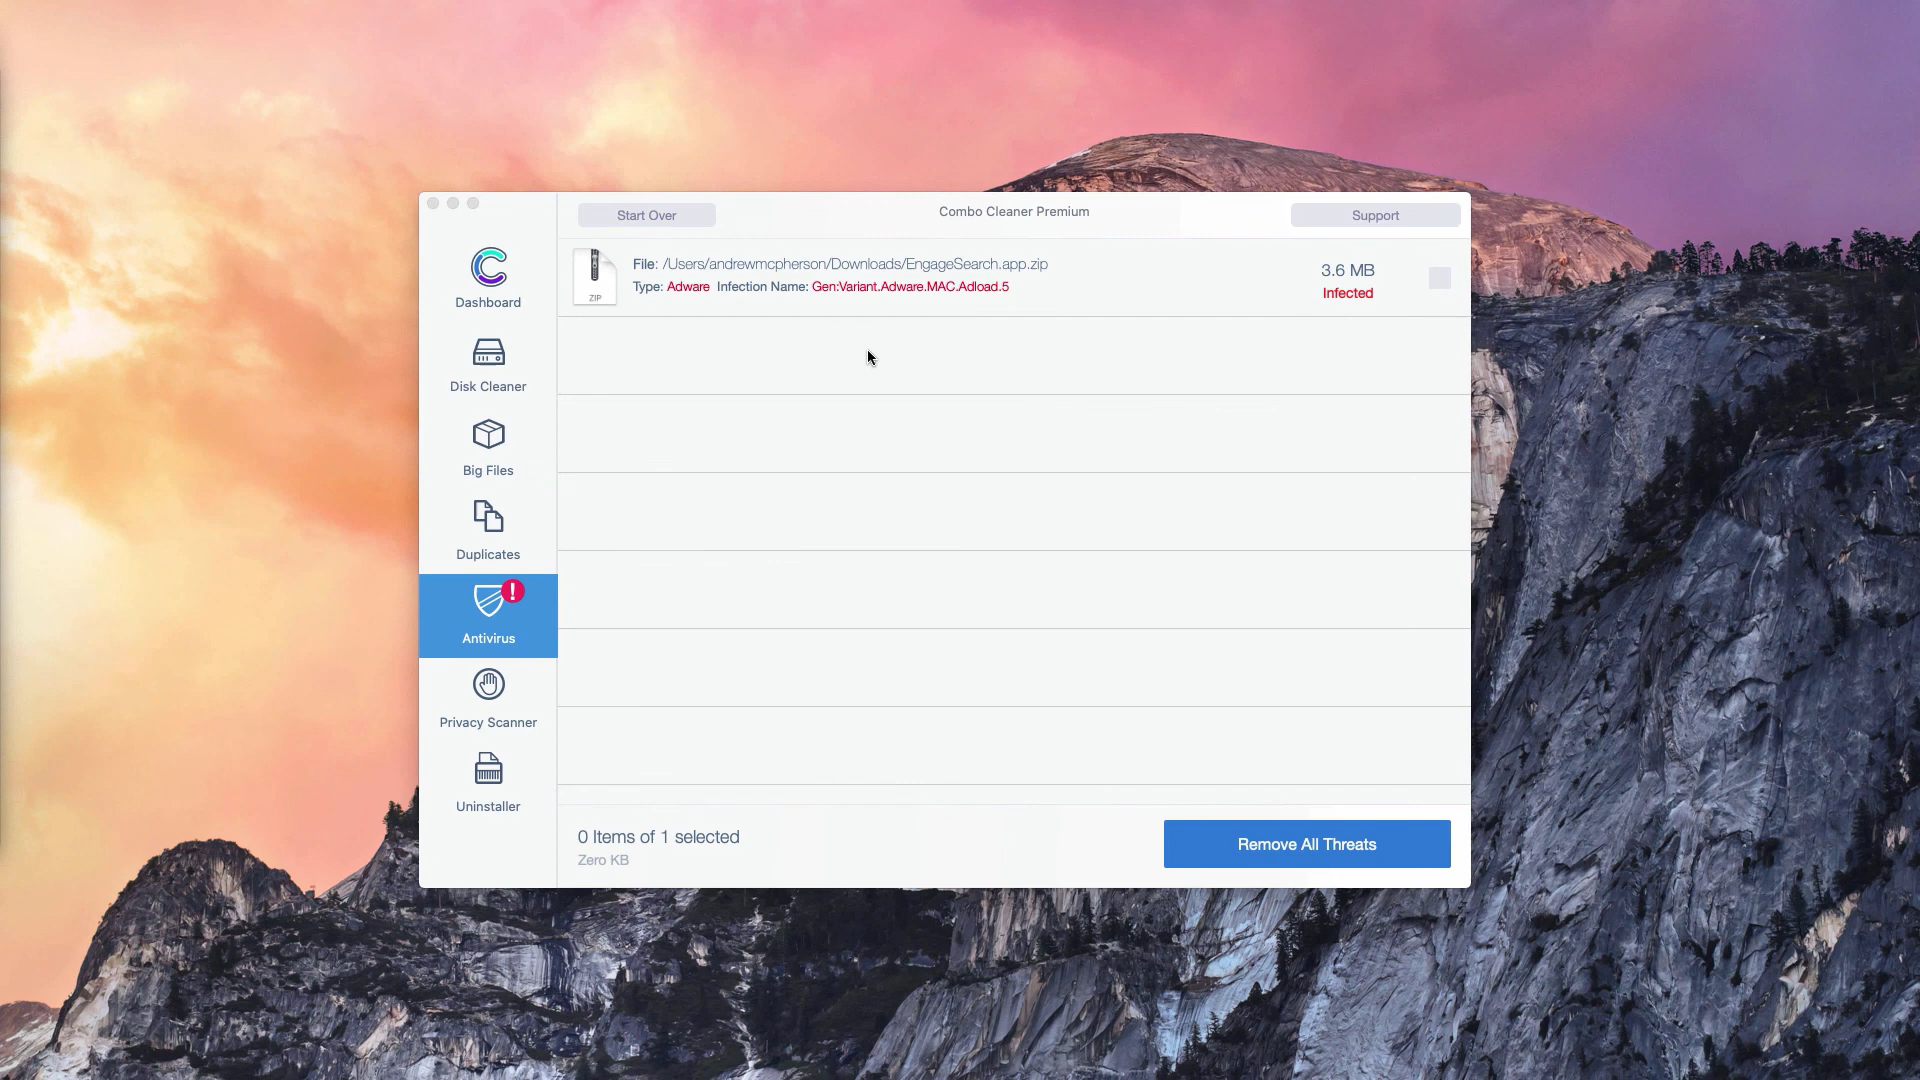 Start Over
Combo Cleaner Premium
Support
Dashboard
Disk Cleaner
Big Files
Duplicates
!
Antivirus
Privacy Scanner
Uninstaller
ZIP
File: /Users/andrewmcpherson/Downloads/EngageSearch.app.zip
Type: Adware Infection Name: Gen:Variant.Adware.MAC.Adload.5
3.6 MB
Infected
0 Items of 1 selected
Zero KB
Remove All Threats